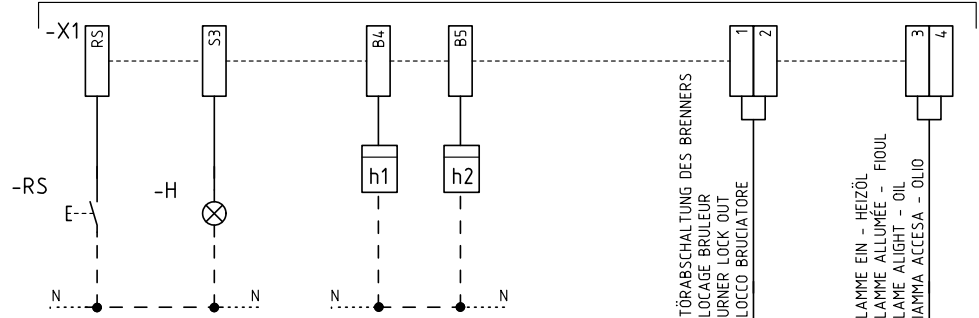 -X1
RS
S3
B4
B5
1
2
3
4
-RS
E
-H
h1
h2
N
N
N
N
TÖRABSCHALTUNG DES BRENNERS
LOCAGE BRULEUR
URNER LOCK OUT
LOCCO BRUCIATORE
LAMME EIN - HEIZÖL
LAMME ALLUMÉE - FIOUL
LAME ALIGHT - OIL
IAMMA ACCESA - OLIO